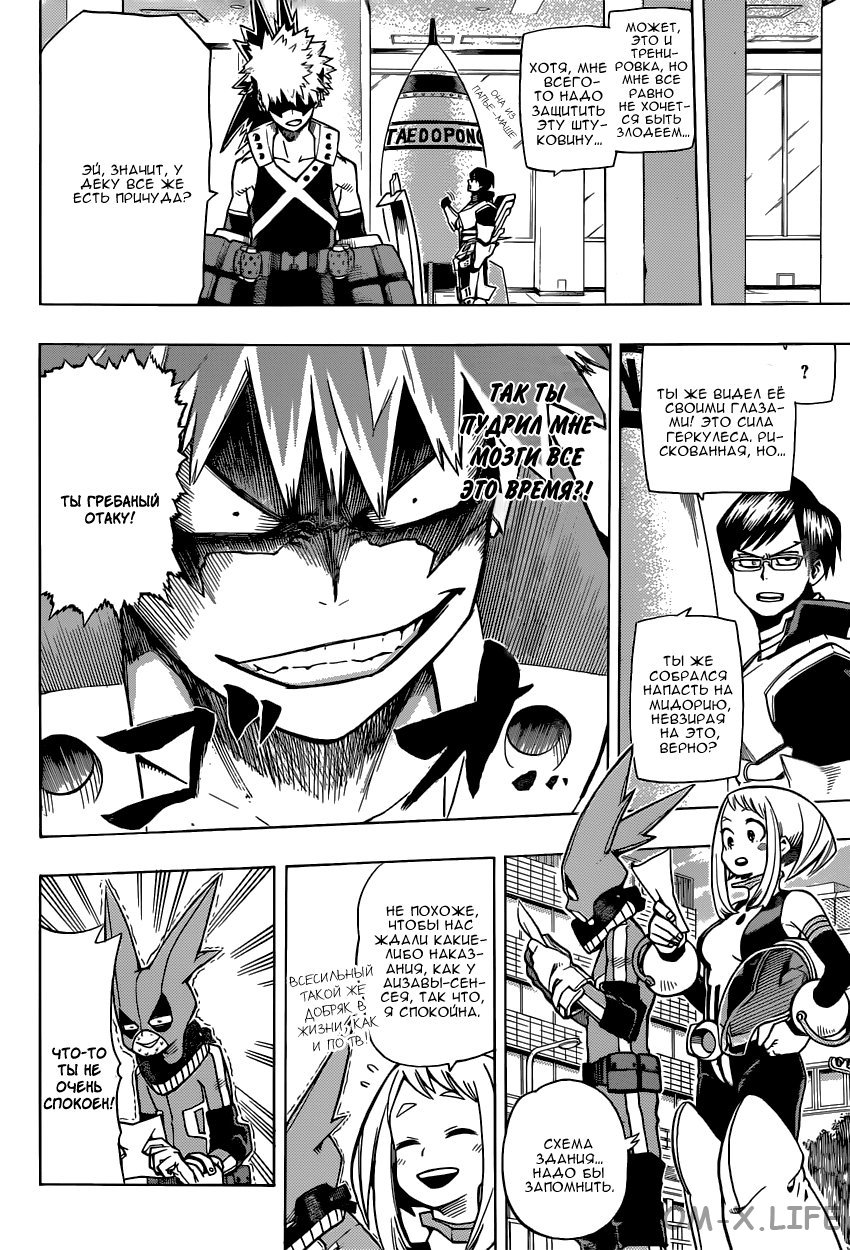 МОЖЕТ,
ЭТО И
ТРЕНИ-
РОВКА, НО
МНЕ ВСЕ
РАВНО
НЕ ХОЧЕТ-
СЯ БЫТЬ
ЗЛОДЕЕМ...
ХОТЯ, МНЕ
ВСЕГО-
ТО НАДО
ЗАЩИТИТЬ
ЭТУ ШТУ-
КОВИНУ...
ОНА ИЗ
ПАПЬЕ-МАШЕ
TAEDOPONG
ЭЙ, ЗНАЧИТ, У
ДЕКУ ВСЕ ЖЕ
ЕСТЬ ПРИЧУДА?
?
ТЫ ЖЕ ВИДЕЛ ЕЁ
СВОИМИ ГЛАЗА-
МИ! ЭТО СИЛА
ГЕРКУЛЕСА. РИ-
СКОВАННАЯ, НО...
ТЫ ЖЕ
СОБРАЛСЯ
НАПАСТЬ НА
МИДОРИЮ,
НЕВЗИРАЯ
НА ЭТО,
ВЕРНО?
ТАК ТЫ
ПУДРИЛ МНЕ
МОЗГИ ВСЕ
ЭТО ВРЕМЯ?!
ТЫ ГРЕБАНЫЙ
ОТАКУ!
СХЕМА
ЗДАНИЯ...
НАДО БЫ
ЗАПОМНИТЬ.
НЕ ПОХОЖЕ,
ЧТОБЫ НАС
ЖДАЛИ КАКИЕ-
ЛИБО НАКАЗА-
НИЯ, КАК У
АИЗАВЫ-СЕН-
СЕЯ, ТАК ЧТО,
Я СПОКОЙНА.
ВСЕСИЛЬНЫЙ
ТАКОЙ ЖЕ
ДОБРЯК В
ЖИЗНИ, КАК
И ПО ТВ!
ЧТО-ТО
ТЫ НЕ
ОЧЕНЬ
СПОКОЕН!
OM-X.LIFE